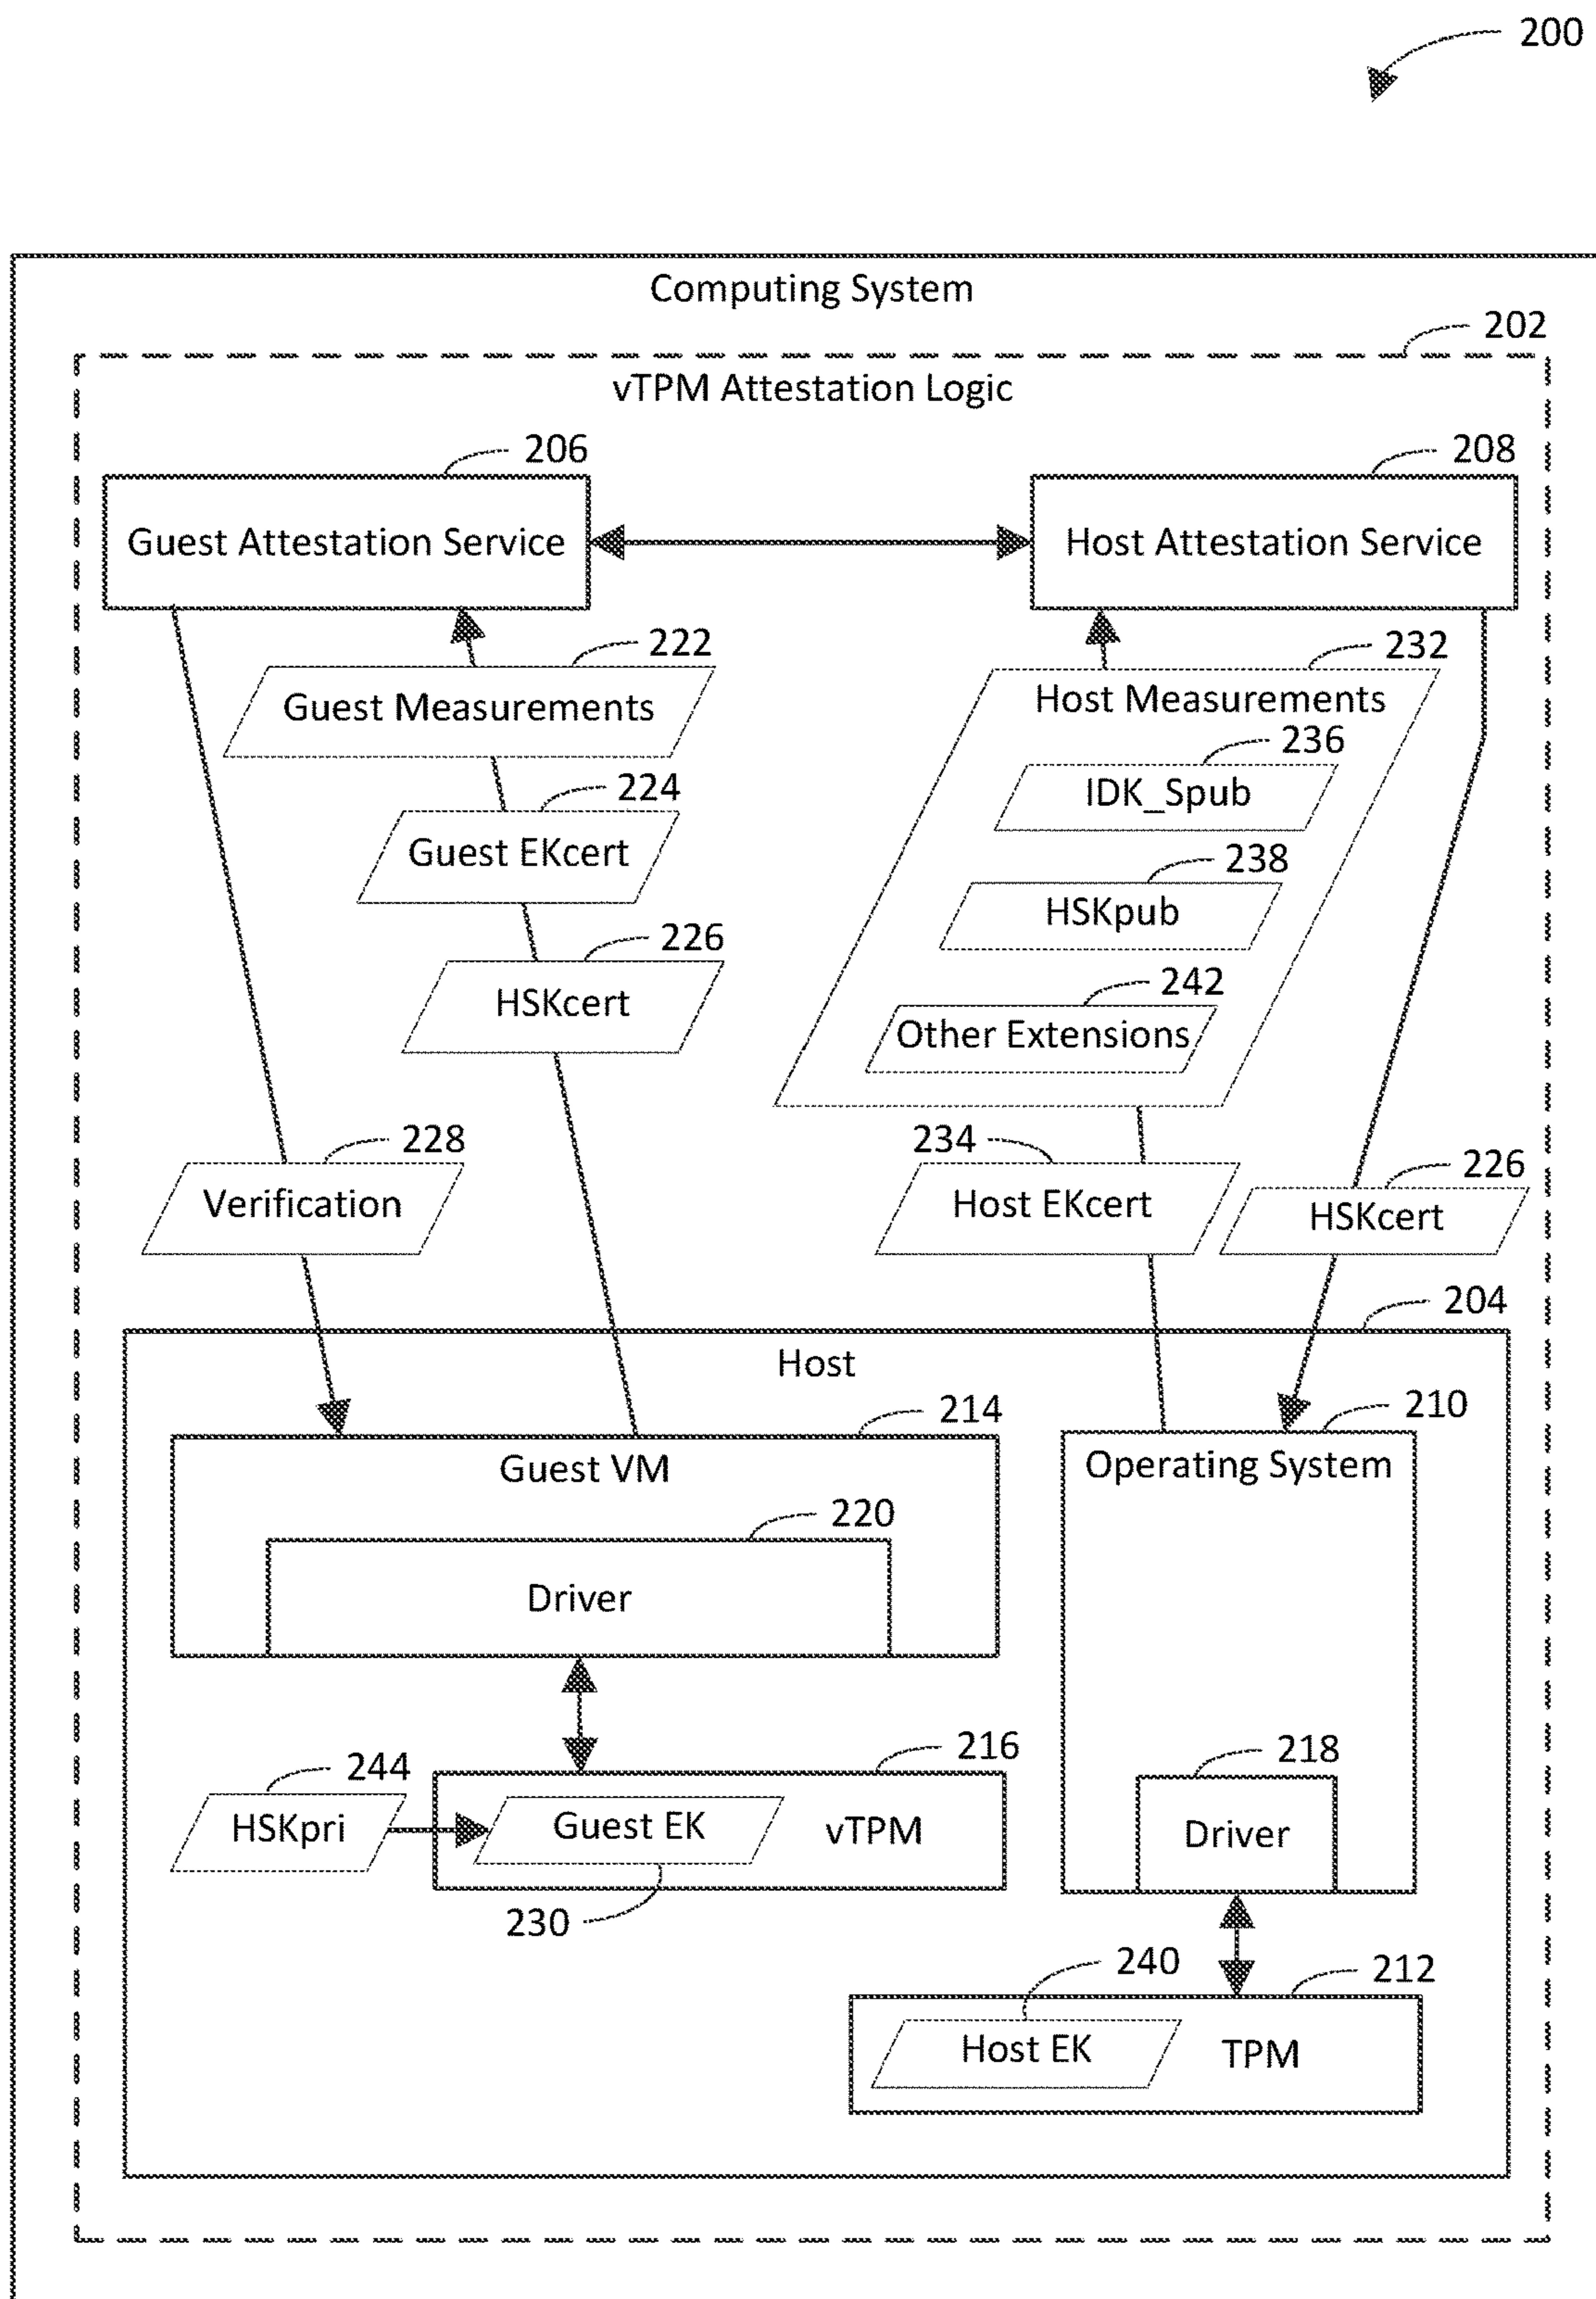 200
Computing System
202
vTPM Attestation Logic
206
208
Guest Attestation Service
Host Attestation Service
222
232
Guest Measurements
Host Measurements
236
IDK_Spub
224
Guest EKcert
238
HSKpub
226
HSKcert
242
Other Extensions
228
234
226
Verification
Host EKcert
HSKcert
204
Host
214
210
Guest VM
Operating System
220
Driver
216
218
244
HSKpri
Guest EK
vTPM
Driver
230
240
212
Host EK
TPM